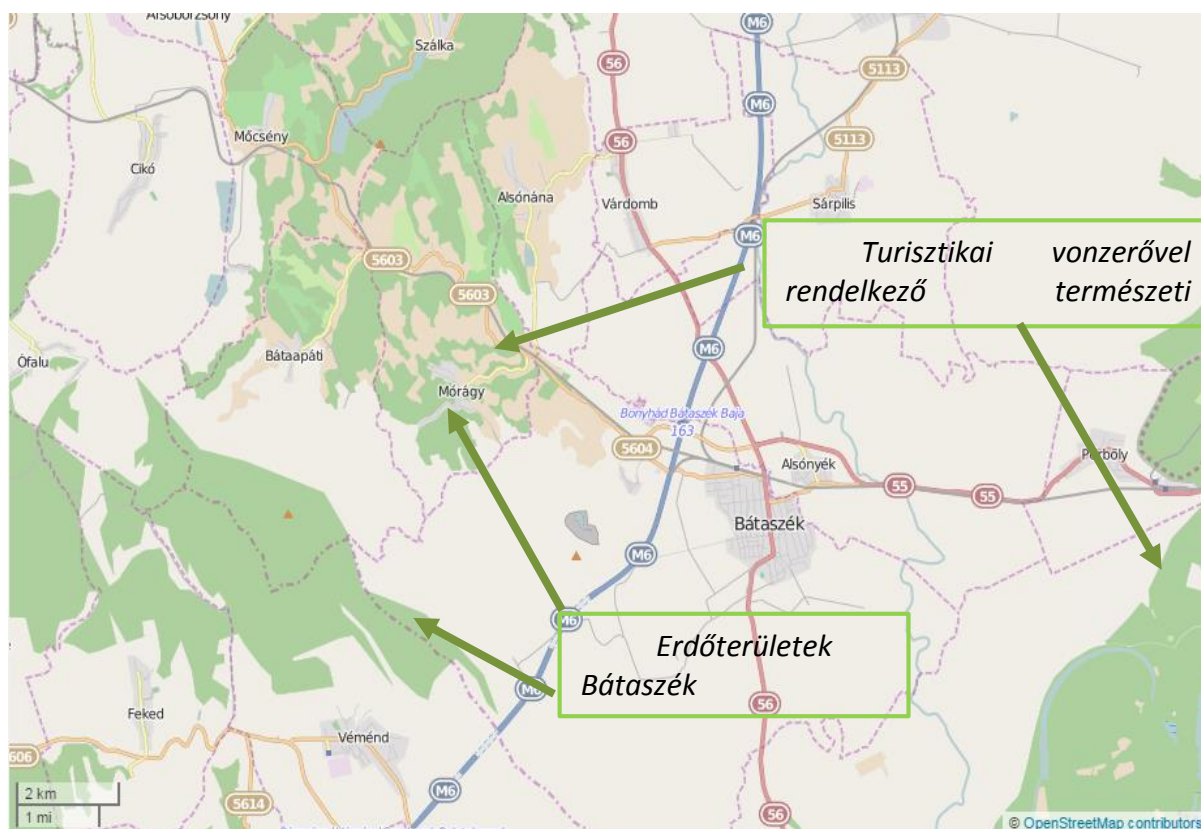 Szálka
56
M6
5113
Mőcsény
Cikó
56
5113
Alsónána
Várdomb
Sárpilis
M6
Turisztikai vonzerővel
rendelkező természeti
5603
5603
Ófalu
Bátaapáti
M6
Mórágy
Bonyhád Bátaszék Baja
163
5604
Alsónyék
Pörböly
55
55
Bátaszék
M6
M6
Erdőterületek
Bátaszék
M6
56
Feked
Véménd
606
2 km
1 mi
5614
M6
56
© OpenStreetMap contributors